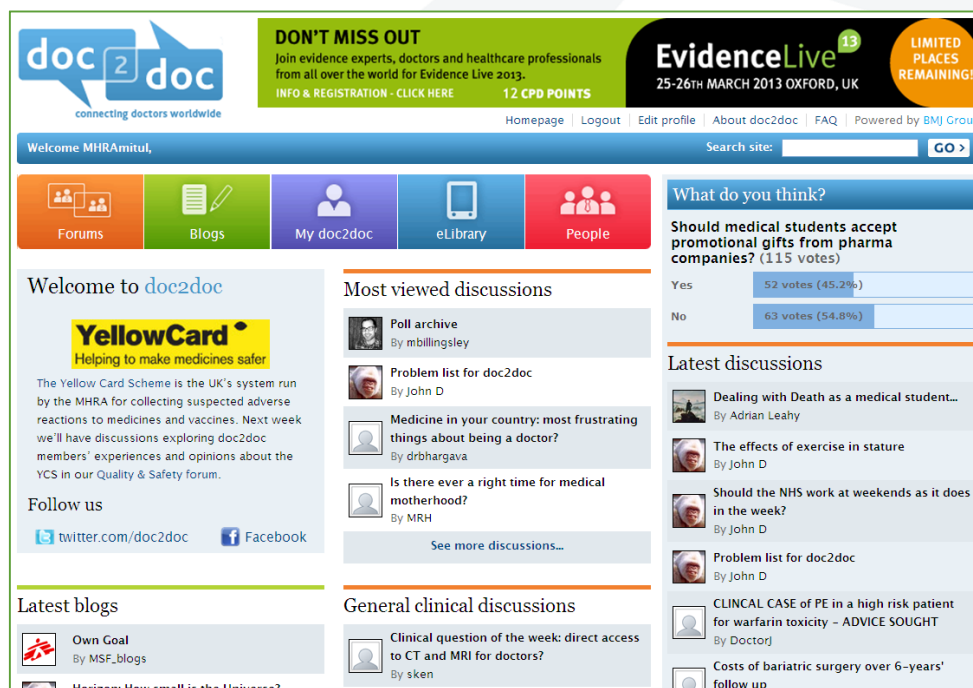 doc 2 doc
connecting doctors worldwide
DON'T MISS OUT
Join evidence experts, doctors and healthcare professionals
from all over the world for Evidence Live 2013.
INFO & REGISTRATION - CLICK HERE 12 CPD POINTS
EvidenceLive 13
25-26TH MARCH 2013 OXFORD, UK
LIMITED
PLACES
REMAINING!
Homepage Logout Edit profile About doc2doc FAQ Powered by BMJ Grou
Welcome MHRAmitul,
Search site: GO >
Forums
Blogs
My doc2doc
eLibrary
People
Welcome to doc2doc
YellowCard
Helping to make medicines safer
The Yellow Card Scheme is the UK's system run
by the MHRA for collecting suspected adverse
reactions to medicines and vaccines. Next week
we'll have discussions exploring doc2doc
members' experiences and opinions about the
YCS in our Quality & Safety forum.
Follow us
twitter.com/doc2doc Facebook
Latest blogs
Own Goal
By MSF_blogs
Horizon: How small is the Universe?
Most viewed discussions
Poll archive
By mbillingsley
Problem list for doc2doc
By John D
Medicine in your country: most frustrating
things about being a doctor?
By drbhargava
Is there ever a right time for medical
motherhood?
By MRH
See more discussions...
General clinical discussions
Clinical question of the week: direct access
to CT and MRI for doctors?
By sken
What do you think?
Should medical students accept
promotional gifts from pharma
companies? (115 votes)
Yes 52 votes (45.2%)
No 63 votes (54.8%)
Latest discussions
Dealing with Death as a medical student...
By Adrian Leahy
The effects of exercise in stature
By John D
Should the NHS work at weekends as it does
in the week?
By John D
Problem list for doc2doc
By John D
CLINCAL CASE of PE in a high risk patient
for warfarin toxicity - ADVICE SOUGHT
By DoctorJ
Costs of bariatric surgery over 6-years'
follow up